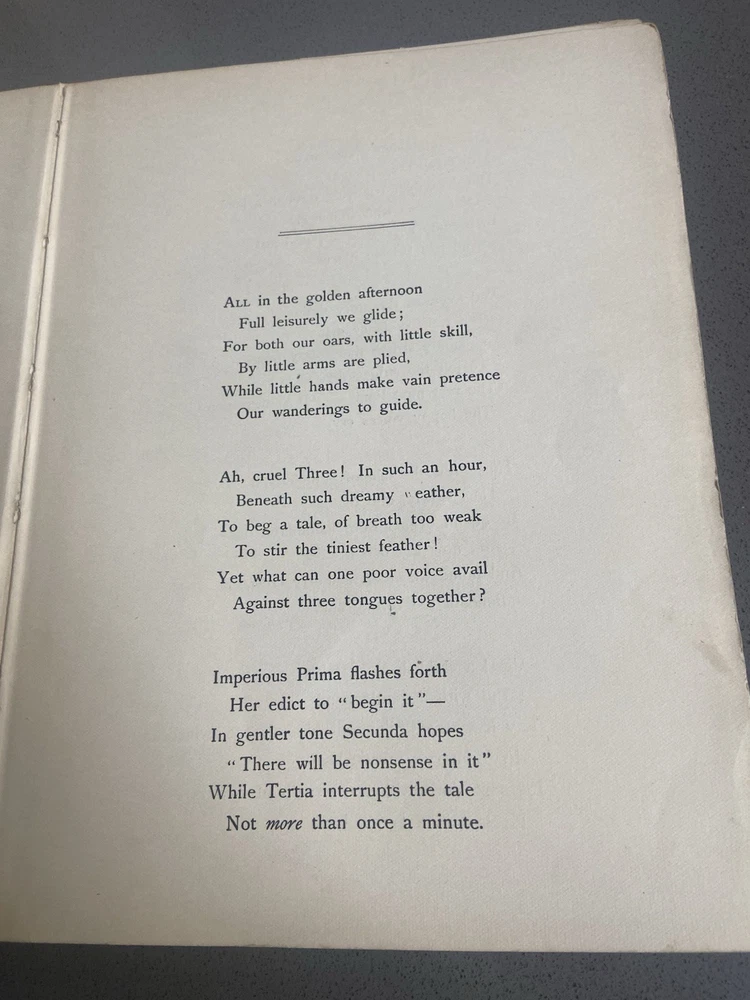 ALL in the golden afternoon
Full leisurely we glide;
For both our oars, with little skill,
By little arms are plied,
While little hands make vain pretence
Our wanderings to guide.
Ah, cruel Three! In such an hour,
Beneath such dreamy eather,
To beg a tale, of breath too weak
To stir the tiniest feather!
Yet what can one poor voice avail
Against three tongues together?
Imperious Prima flashes forth
Her edict to “begin it”—
In gentler tone Secunda hopes
“There will be nonsense in it”
While Tertia interrupts the tale
Not more than once a minute.